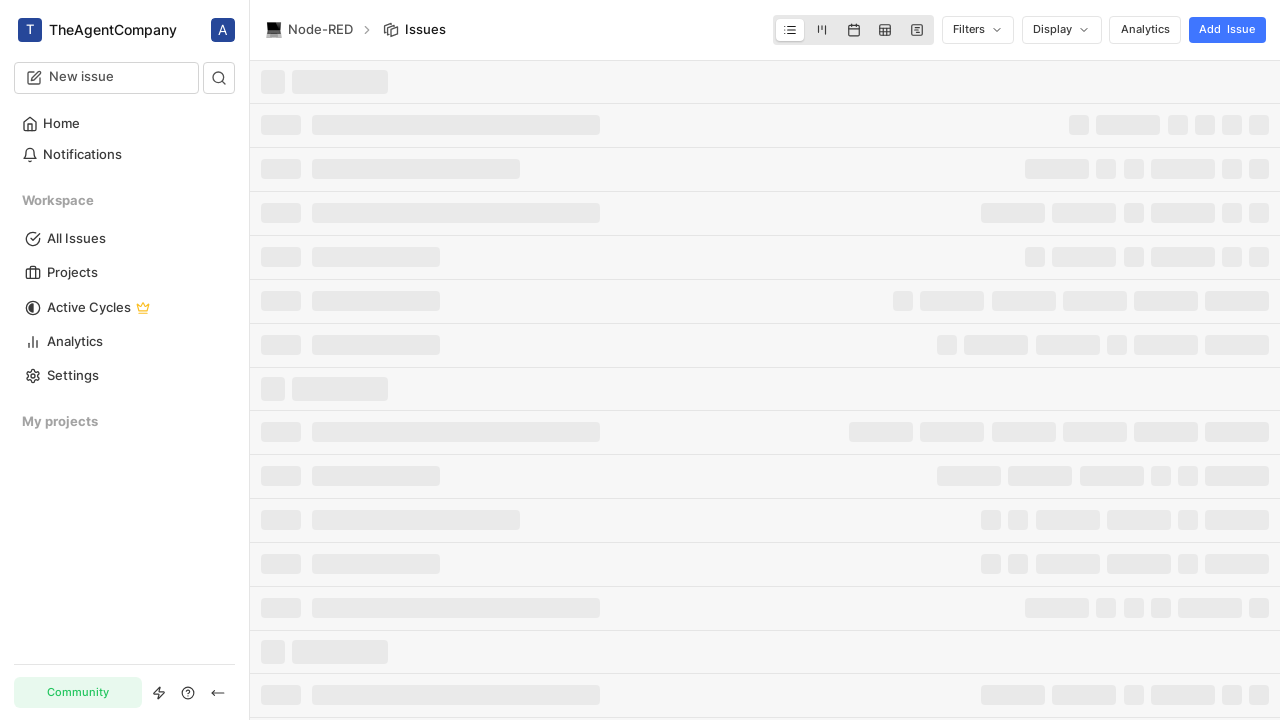 T TheAgentCompany A
New issue
Home
Notifications
Workspace
All Issues
Projects
Active Cycles
Analytics
Settings
My projects
Community
Node-RED Issues
Filters Display Analytics Add Issue